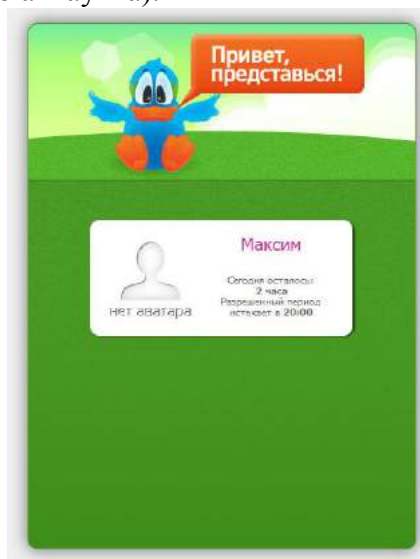 Привет,
представься!
Максим
Сегодня осталось:
2 часа
Разрешенный период
истекает в 20:00
нет аватара